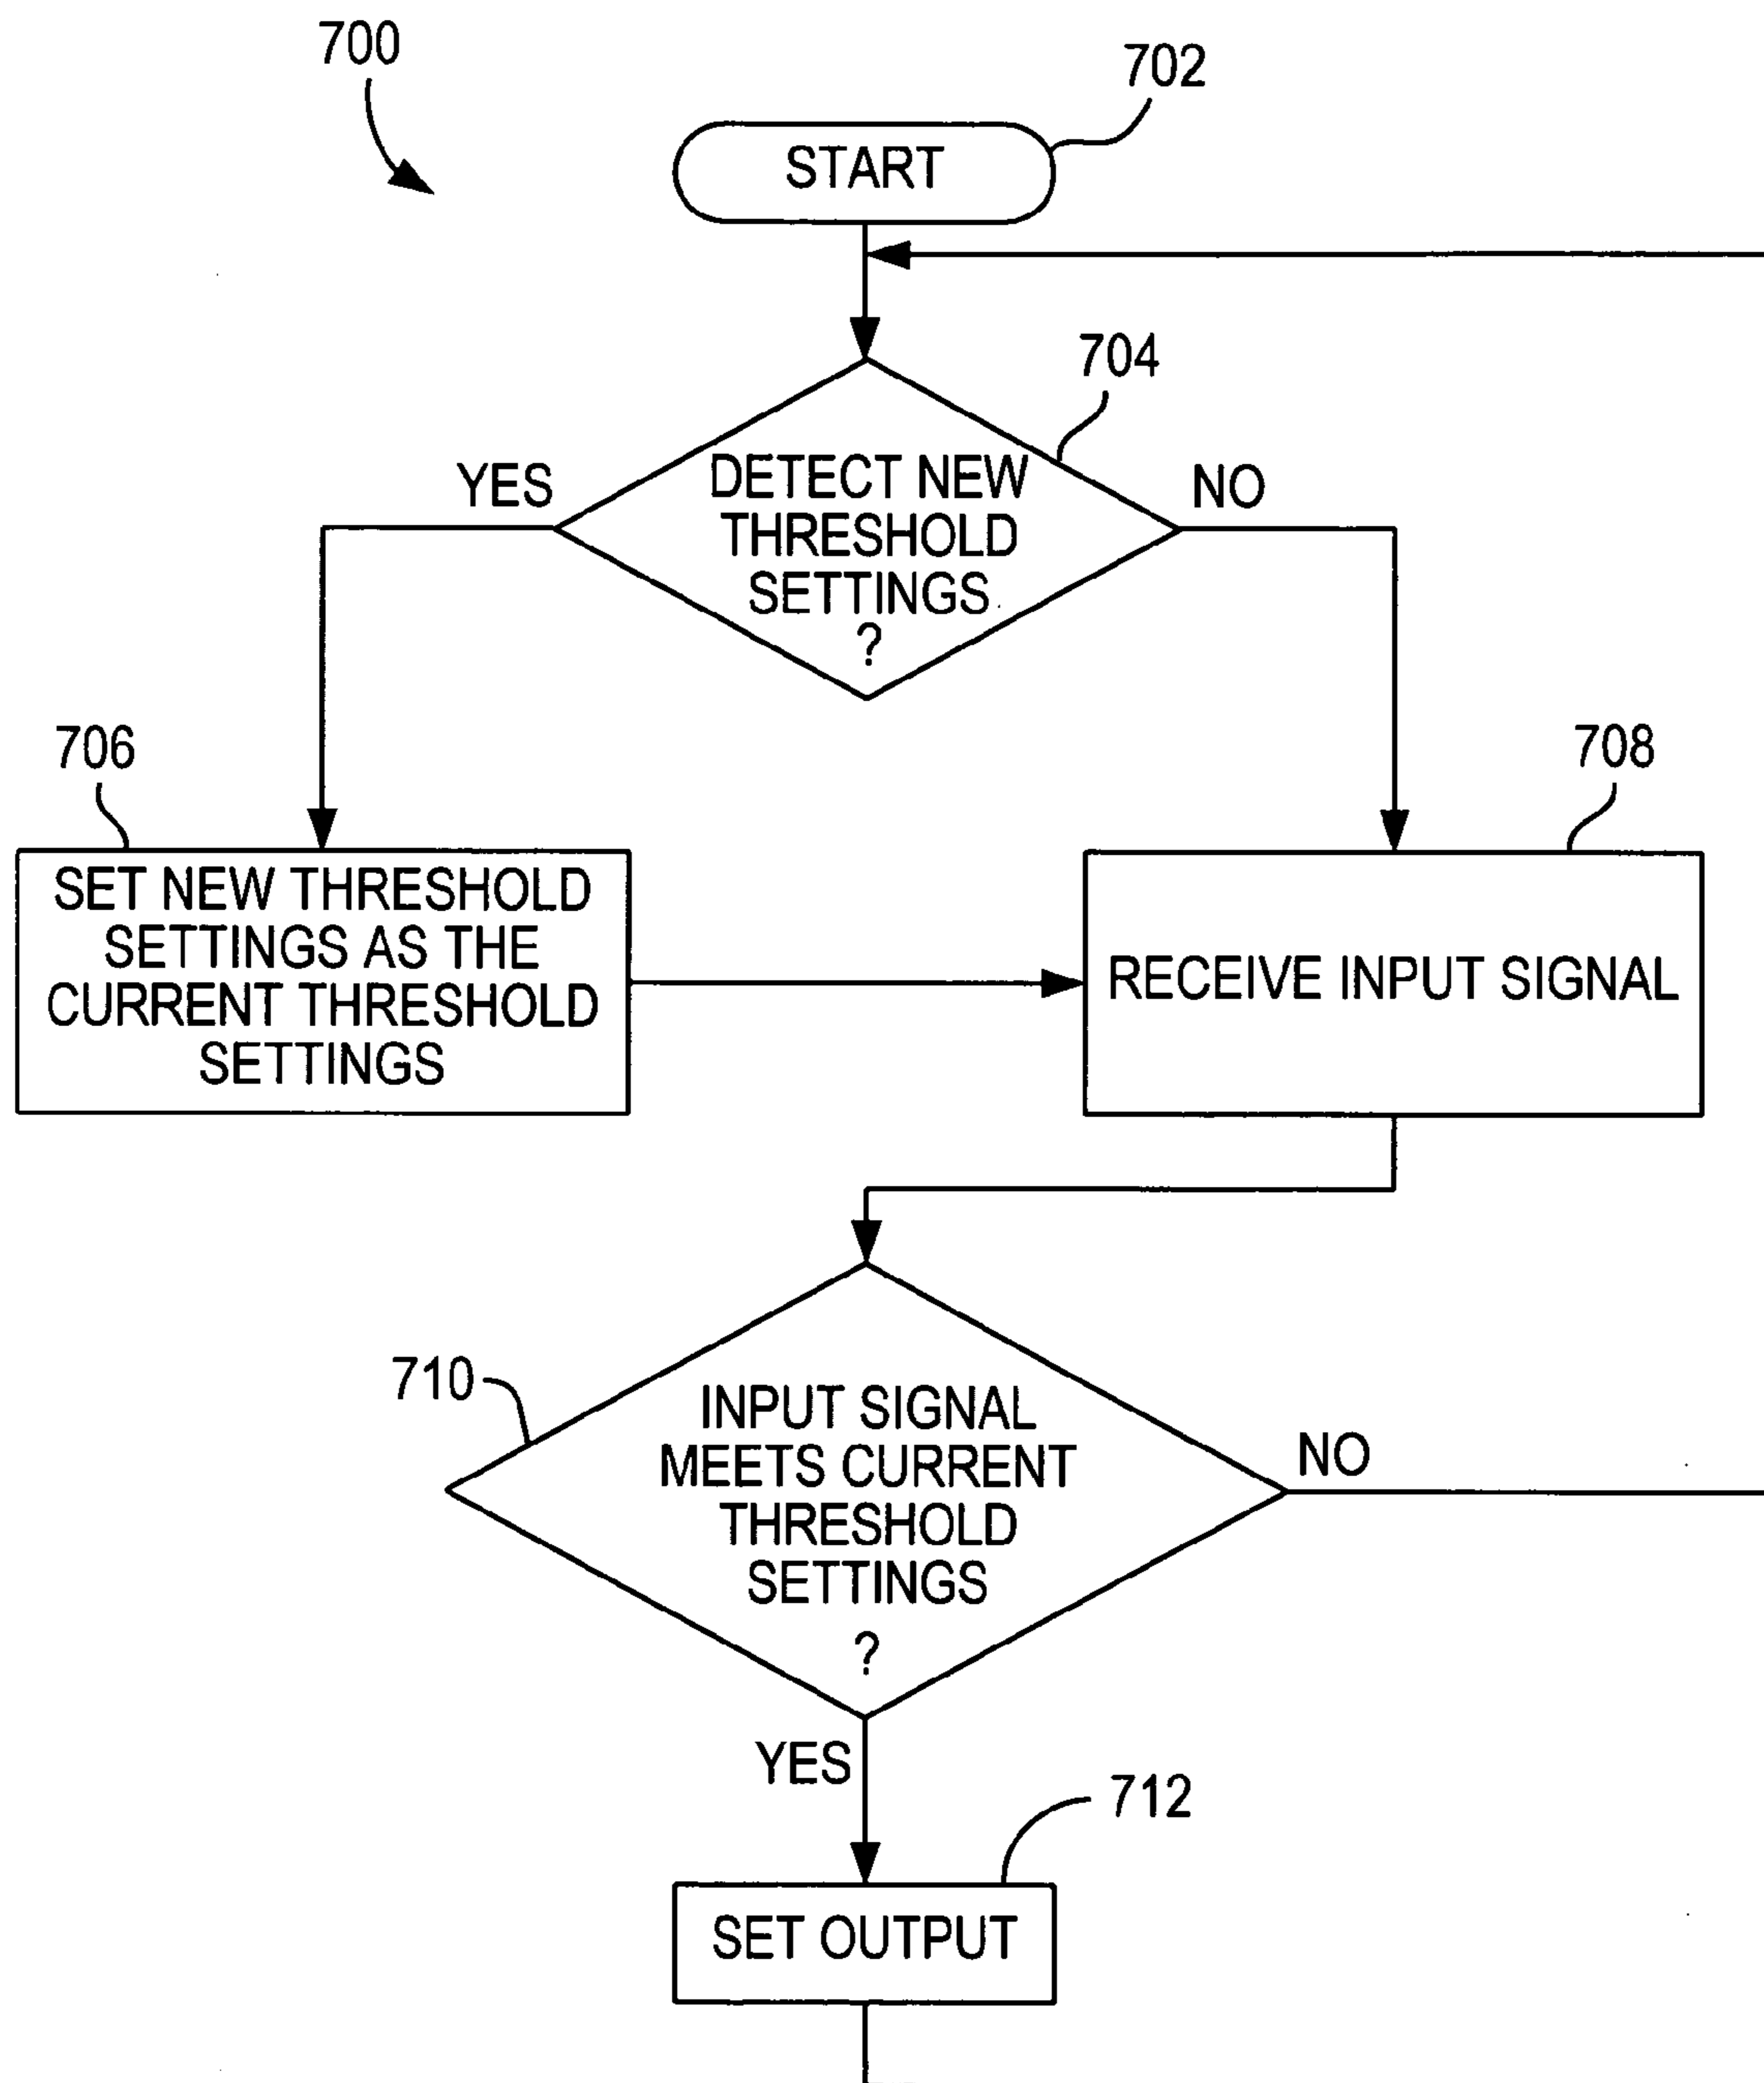 700
702
START
704
YES
NO
DETECT NEW
THRESHOLD
SETTINGS
?
706
708
SET NEW THRESHOLD
SETTINGS AS THE
CURRENT THRESHOLD
SETTINGS
RECEIVE INPUT SIGNAL
710
INPUT SIGNAL
MEETS CURRENT
THRESHOLD
SETTINGS
?
NO
YES
712
SET OUTPUT